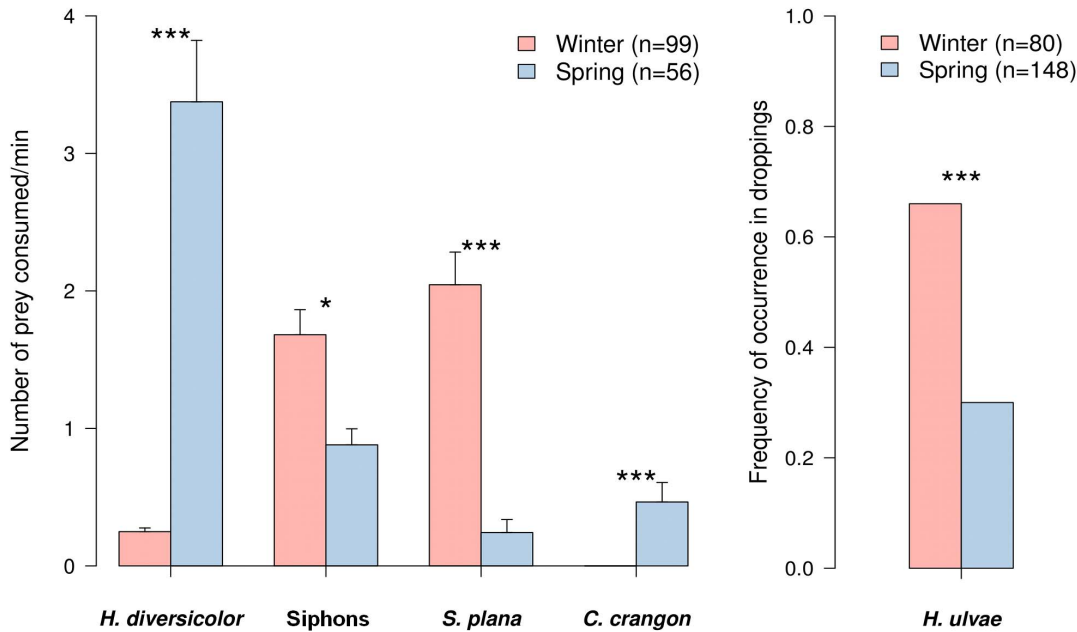 Number of prey consumed/min
4
3
2
1
0
***
*
***
***
Winter (n=99)
Spring (n=56)
H. diversicolor
Siphons
S. plana
C. crangon
Frequency of occurrence in droppings
1.0
0.8
0.6
0.4
0.2
0.0
***
Winter (n=80)
Spring (n=148)
H. ulvae